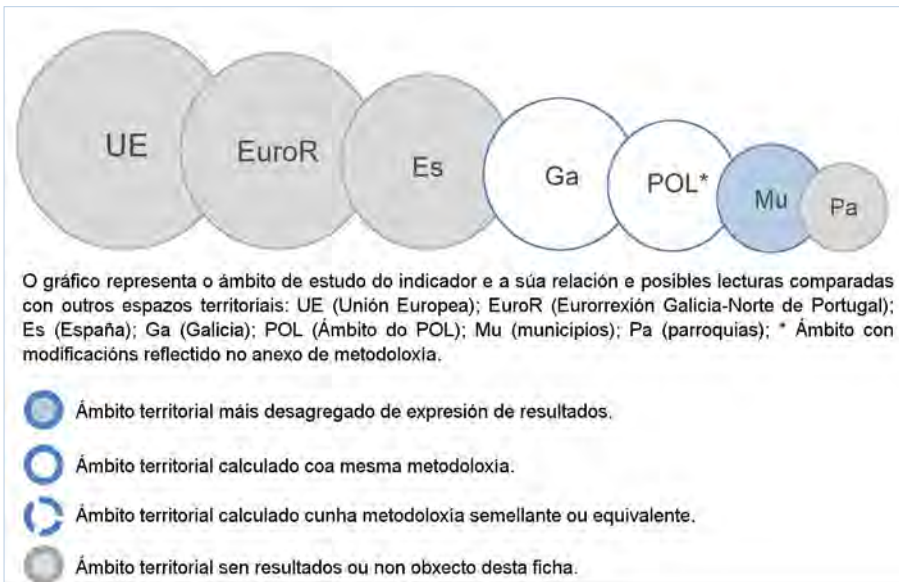 UE
EuroR
Es
Ga
POL*
Mu
Pa
O gráfico representa o ámbito de estudo do indicador e a súa relación e posibles lecturas comparadas
con outros espazos territoriais: UE (Unión Europea); EuroR (Eurorrexión Galicia-Norte de Portugal);
Es (España); Ga (Galicia); POL (Ámbito do POL); Mu (municipios); Pa (parroquias); * Ámbito con
modificacións reflectido no anexo de metodoloxia.
Ámbito territorial máis desagregado de expresión de resultados.
Ámbito territorial calculado coa mesma metodoloxia.
Ámbito territorial calculado cunha metodoloxia semellante ou equivalente.
Ámbito territorial sen resultados ou non obxecto desta ficha.